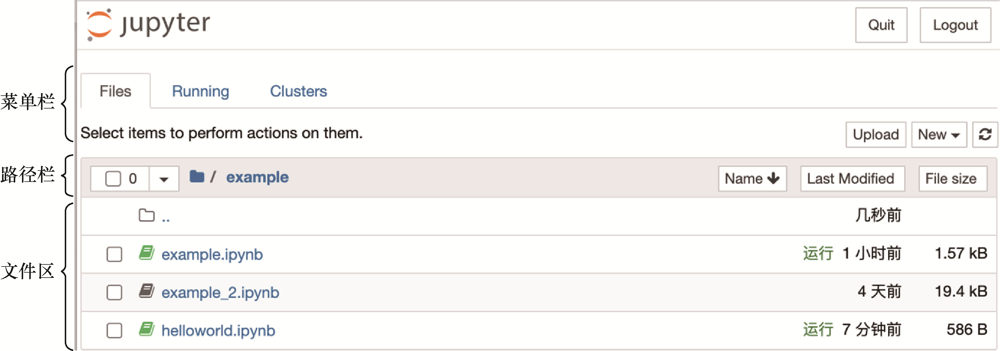 jupyter Quit Logout
菜单栏
Files Running Clusters
Select items to perform actions on them. Upload New
路径栏
0 / example Name Last Modified File size
文件区
.. 几秒前
example.ipynb 运行 1 小时前 1.57 kB
example_2.ipynb 4 天前 19.4 kB
helloworld.ipynb 运行 7 分钟前 586 B